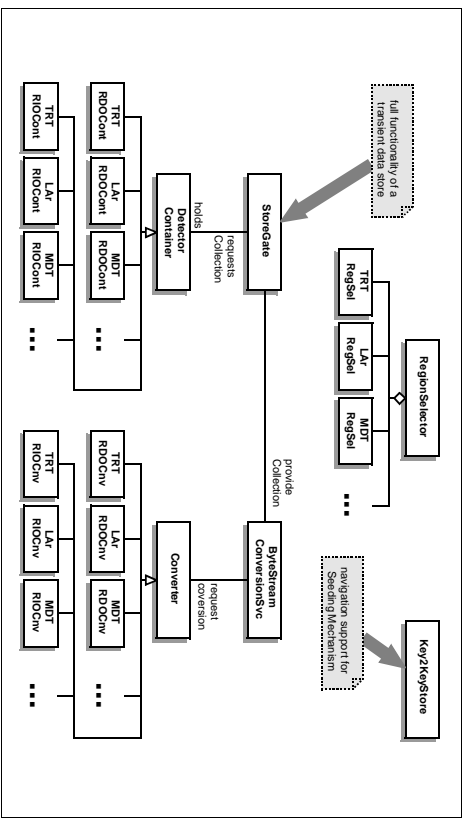 RegionSelector
Key2KeyStore
full functionality of a
transient data store
TRT
RegSel
LAr
RegSel
MDT
RegSel
...
navigation support for
Seeding Mechanism
StoreGate
provide
Collection
ByteStream
ConversionSvc
requests
Collection
holds
request
coversion
Detector
Container
Converter
TRT
RDOCont
LAr
RDOCont
MDT
RDOCont
...
TRT
RDOCnv
LAr
RDOCnv
MDT
RDOCnv
...
TRT
RIOCont
LAr
RIOCont
MDT
RIOCont
...
TRT
RIOCnv
LAr
RIOCnv
MDT
RIOCnv
...